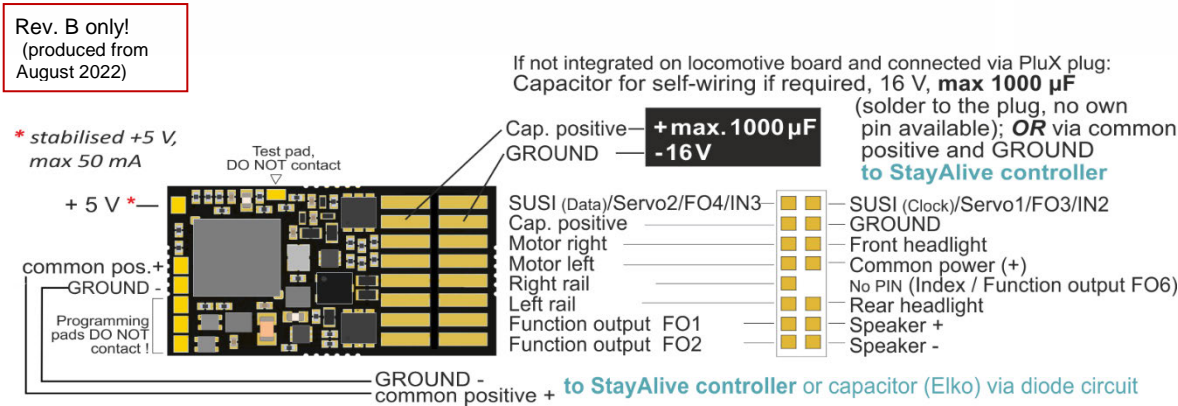 Rev. B only!
(produced from
August 2022)
If not integrated on locomotive board and connected via PluX plug:
Capacitor for self-wiring if required, 16 V, max 1000 µF
(solder to the plug, no own
pin available); OR via common
positive and GROUND
to StayAlive controller
* stabilised +5 V,
max 50 mA
Test pad,
DO NOT contact
Cap. positive
GROUND
+ max. 1000 µF
- 16 V
+ 5 V *
common pos.+
GROUND -
Programming
pads DO NOT
contact !
SUSI (Data)/Servo2/FO4/IN3
Cap. positive
Motor right
Motor left
Right rail
Left rail
Function output FO1
Function output FO2
SUSI (Clock)/Servo1/FO3/IN2
GROUND
Front headlight
Common power (+)
No PIN (Index / Function output FO6)
Rear headlight
Speaker +
Speaker -
GROUND -
common positive +
to StayAlive controller or capacitor (Elko) via diode circuit